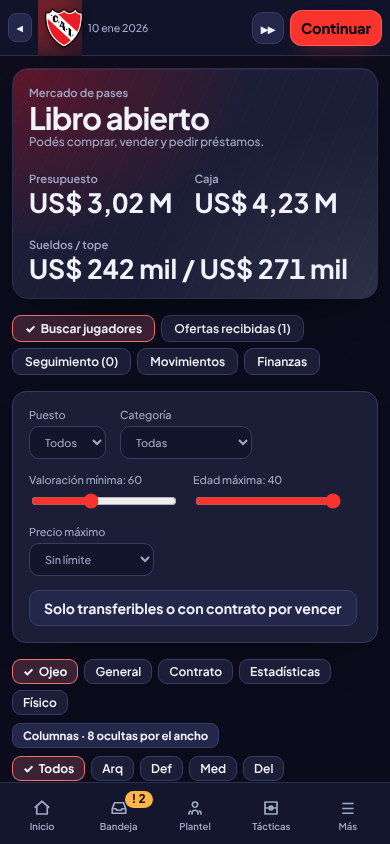 ◂
C.A.I.
10 ene 2026
▸▸
Continuar
Mercado de pases
Libro abierto
Podés comprar, vender y pedir préstamos.
Presupuesto
Caja
US$ 3,02 M
US$ 4,23 M
Sueldos / tope
US$ 242 mil / US$ 271 mil
✓ Buscar jugadores
Ofertas recibidas (1)
Seguimiento (0)
Movimientos
Finanzas
Puesto
Categoría
Todos
Todas
Valoración mínima: 60
Edad máxima: 40
Precio máximo
Sin límite
Solo transferibles o con contrato por vencer
✓ Ojeo
General
Contrato
Estadísticas
Físico
Columnas · 8 ocultas por el ancho
✓ Todos
Arq
Def
Med
Del
! 2
Inicio
Bandeja
Plantel
Tácticas
Más